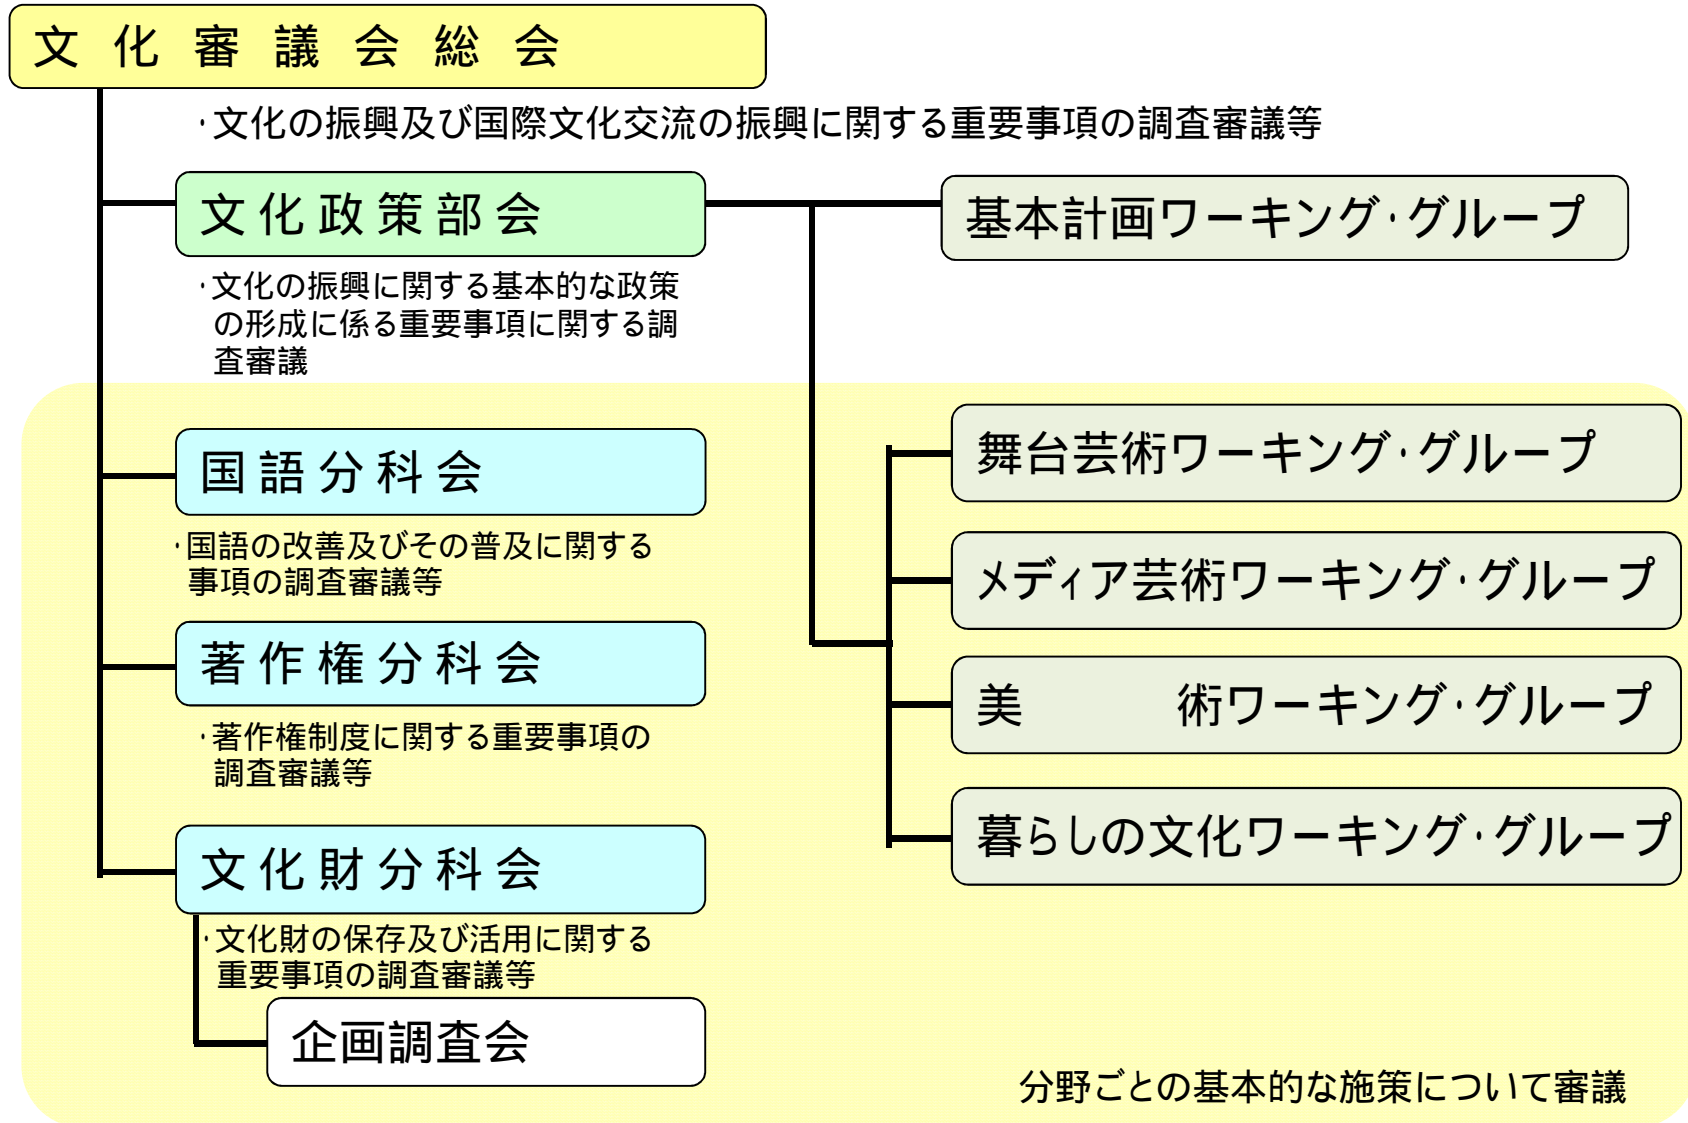 文化審議会総会
・文化の振興及び国際文化交流の振興に関する重要事項の調査審議等
文化政策部会
・文化の振興に関する基本的な政策
の形成に係る重要事項に関する調
査審議
基本計画ワーキング・グループ
国語分科会
・国語の改善及びその普及に関する
事項の調査審議等
著作権分科会
・著作権制度に関する重要事項の
調査審議等
文化財分科会
・文化財の保存及び活用に関する
重要事項の調査審議等
企画調査会
舞台芸術ワーキング・グループ
メディア芸術ワーキング・グループ
美　　　術ワーキング・グループ
暮らしの文化ワーキング・グループ
分野ごとの基本的な施策について審議